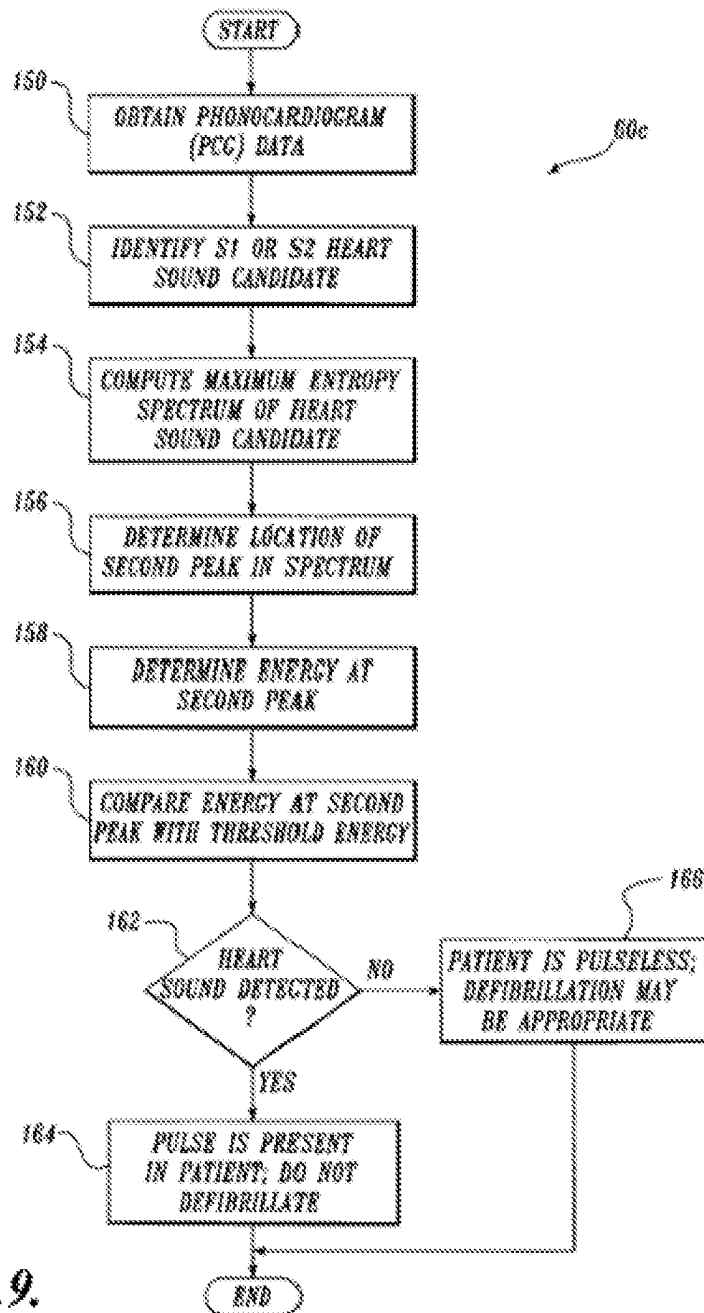 START
150
OBTAIN PHONOCARDIOGRAM
(PCG) DATA
60c
152
IDENTIFY S1 OR S2 HEART
SOUND CANDIDATE
154
COMPUTE MAXIMUM ENTROPY
SPECTRUM OF HEART
SOUND CANDIDATE
156
DETERMINE LOCATION OF
SECOND PEAK IN SPECTRUM
158
DETERMINE ENERGY AT
SECOND PEAK
160
COMPARE ENERGY AT SECOND
PEAK WITH THRESHOLD ENERGY
162
HEART
SOUND DETECTED
?
NO
166
PATIENT IS PULSELESS;
DEFIBRILLATION MAY
BE APPROPRIATE
YES
164
PULSE IS PRESENT
IN PATIENT; DO NOT
DEFIBRILLATE
END
9.